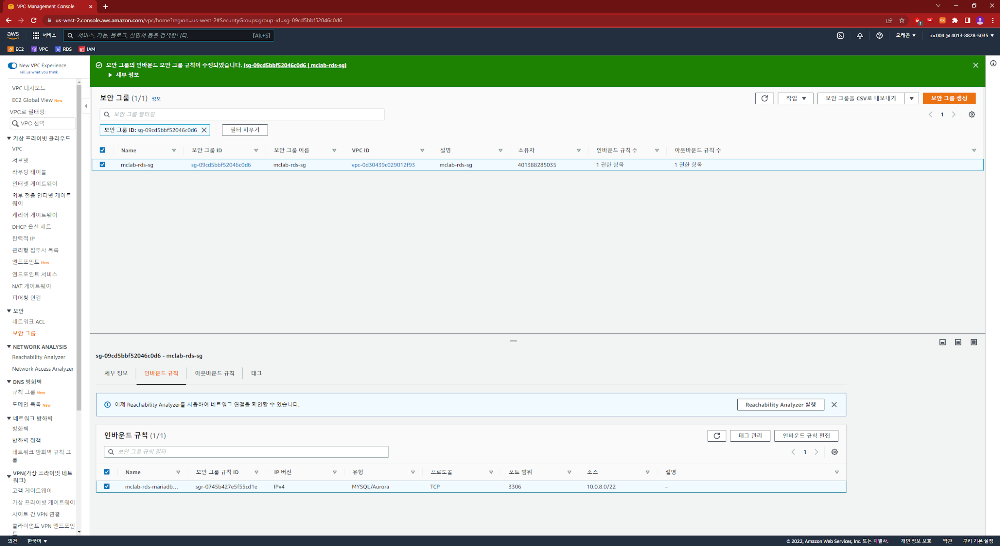 VPC Management Console
us-west-2.console.aws.amazon.com/vpc/home?region=us-west-2#SecurityGroups:group-id=sg-09cd5bbf52046c0d6
1
aws 서비스 서비스, 기능, 블로그, 설명서 등을 검색합니다. [Alt+S] 오레곤 mc004 @ 4013-8828-5035
EC2 VPC RDS IAM
New VPC Experience
Tell us what you think
VPC 대시보드
EC2 Global View New
VPC로 필터링:
VPC 선택
가상 프라이빗 클라우드
VPC
서브넷
라우팅 테이블
인터넷 게이트웨이
외부 전용 인터넷 게이트
웨이
캐리어 게이트웨이
DHCP 옵션 세트
탄력적 IP
관리형 접두사 목록
엔드포인트 New
엔드포인트 서비스
NAT 게이트웨이
피어링 연결
보안
네트워크 ACL
보안 그룹
NETWORK ANALYSIS
Reachability Analyzer
Network Access Analyzer
DNS 방화벽
규칙 그룹 New
도메인 목록 New
네트워크 방화벽
방화벽
방화벽 정책
네트워크 방화벽 규칙 그
룹
VPN(가상 프라이빗 네트
워크)
고객 게이트웨이
가상 프라이빗 게이트웨이
사이트 간 VPN 연결
클라이언트 VPN 엔드포인
트
보안 그룹의 인바운드 보안 그룹 규칙이 수정되었습니다. (sg-09cd5bbf52046c0d6 | mclab-rds-sg)
세부 정보
보안 그룹 (1/1) 정보 작업 보안 그룹을 CSV로 내보내기 보안 그룹 생성
보안 그룹 필터링 1
보안 그룹 ID: sg-09cd5bbf52046c0d6 필터 지우기
Name 보안 그룹 ID 보안 그룹 이름 VPC ID 설명 소유자 인바운드 규칙 수 아웃바운드 규칙 수
mclab-rds-sg sg-09cd5bbf52046c0d6 mclab-rds-sg vpc-0d30439c029012f93 mclab-rds-sg 401388285035 1 권한 항목 1 권한 항목
sg-09cd5bbf52046c0d6 - mclab-rds-sg
세부 정보 인바운드 규칙 아웃바운드 규칙 태그
이제 Reachability Analyzer를 사용하여 네트워크 연결을 확인할 수 있습니다. Reachability Analyzer 실행
인바운드 규칙 (1/1) 태그 관리 인바운드 규칙 편집
보안 그룹 규칙 필터 1
Name 보안 그룹 규칙 ID IP 버전 유형 프로토콜 포트 범위 소스 설명
mclab-rds-mariadb... sgr-0745b427e5f55cd1e IPv4 MYSQL/Aurora TCP 3306 10.0.8.0/22 –
의견 한국어 © 2022, Amazon Web Services, Inc. 또는 계열사. 개인 정보 보호 약관 쿠키 기본 설정